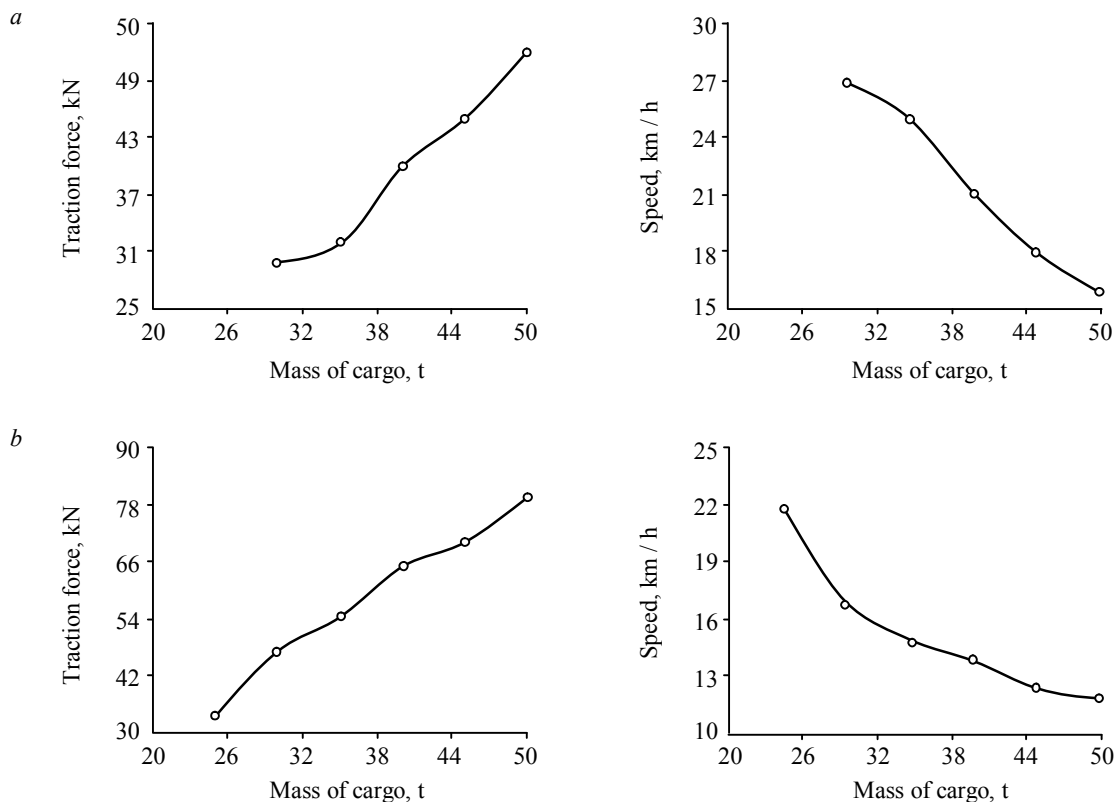 a
50
49
43
37
31
25
20 26 32 38 44 50
Traction force, kN
Mass of cargo, t
30
27
24
21
18
15
20 26 32 38 44 50
Speed, km / h
Mass of cargo, t
b
90
78
66
54
42
30
20 26 32 38 44 50
Traction force, kN
Mass of cargo, t
25
22
19
16
13
10
20 26 32 38 44 50
Speed, km / h
Mass of cargo, t